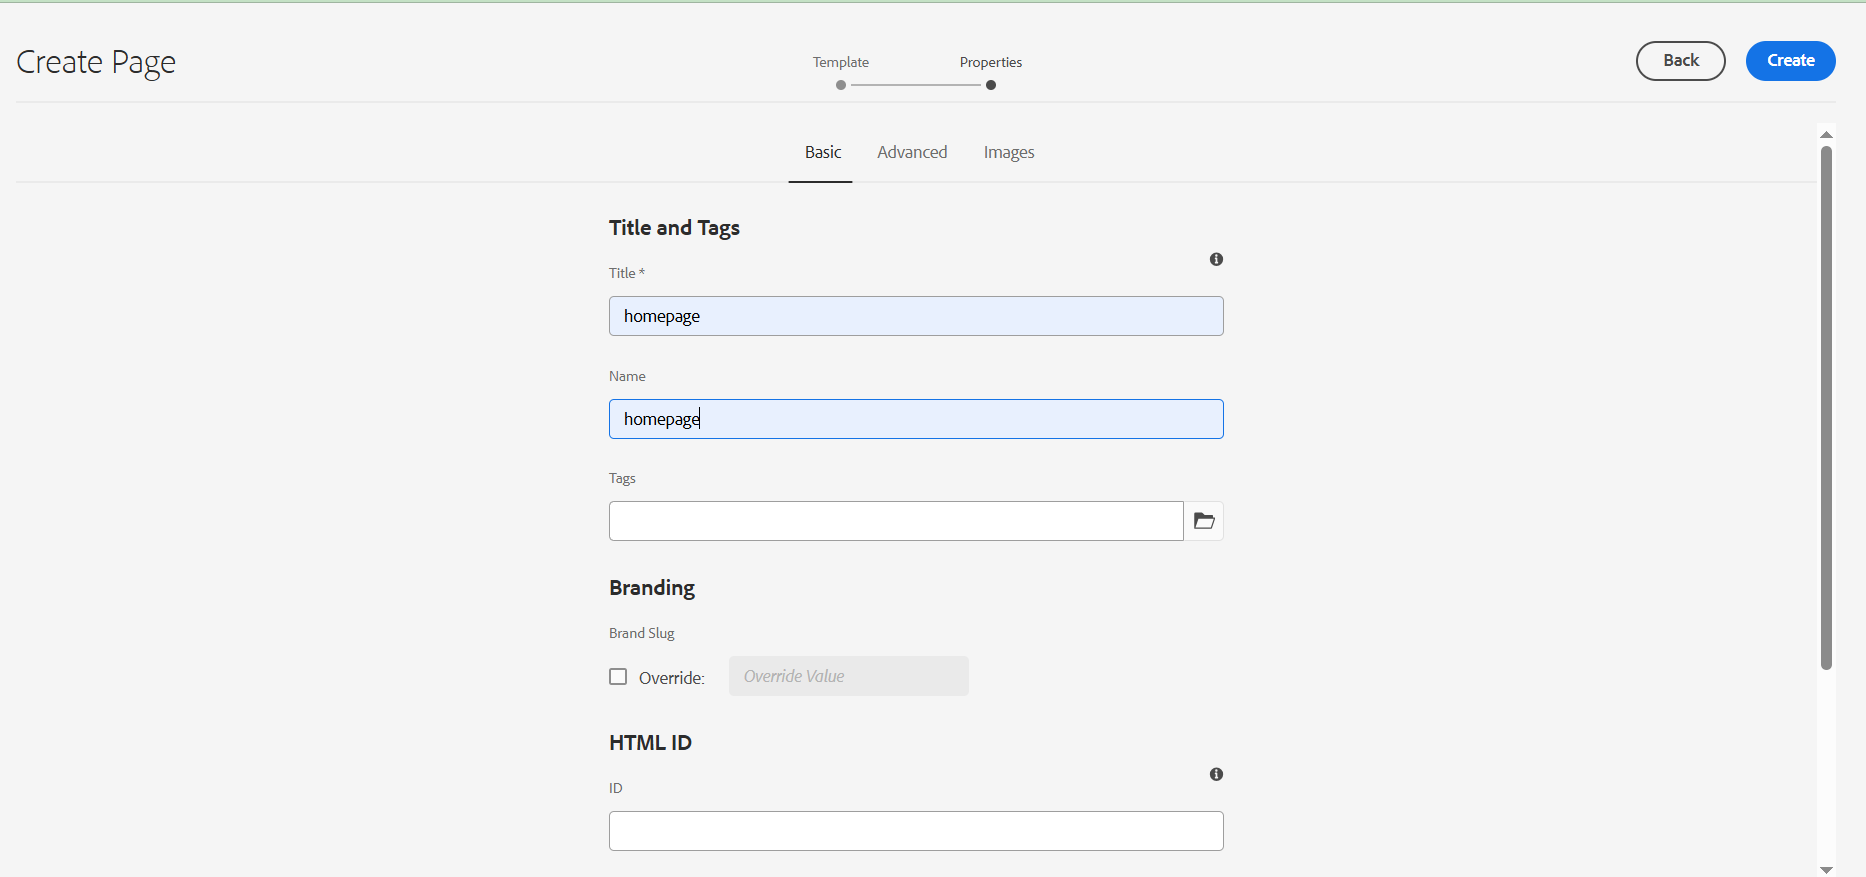 Create Page
Template
Properties
Back
Create
Basic
Advanced
Images
Title and Tags
Title *
homepage
Name
homepage
Tags
Branding
Brand Slug
Override:
Override Value
HTML ID
ID